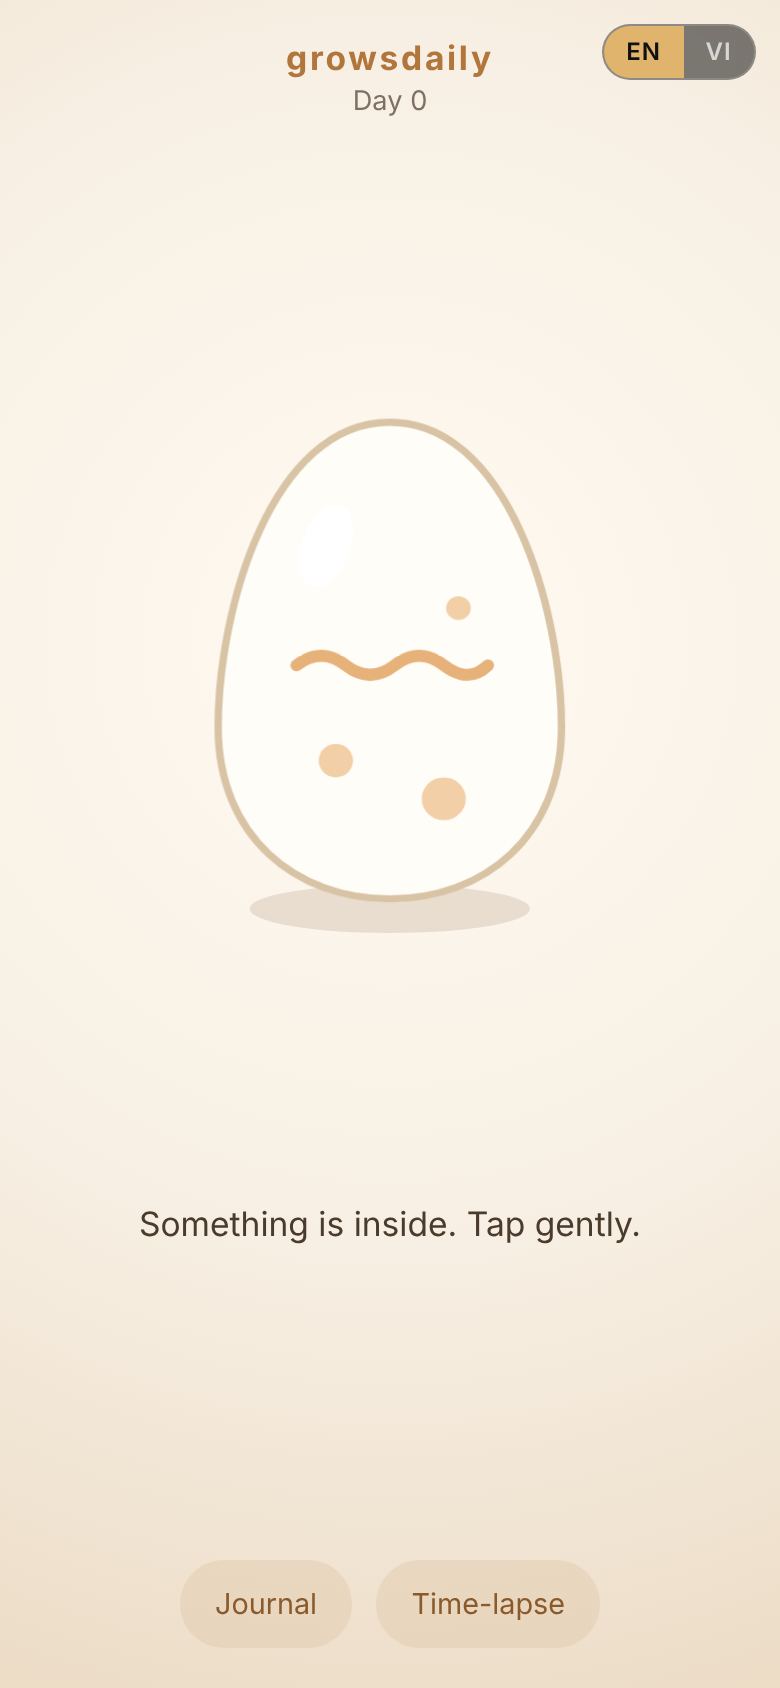 growsdaily
EN VI
Day 0
Something is inside. Tap gently.
Journal Time-lapse